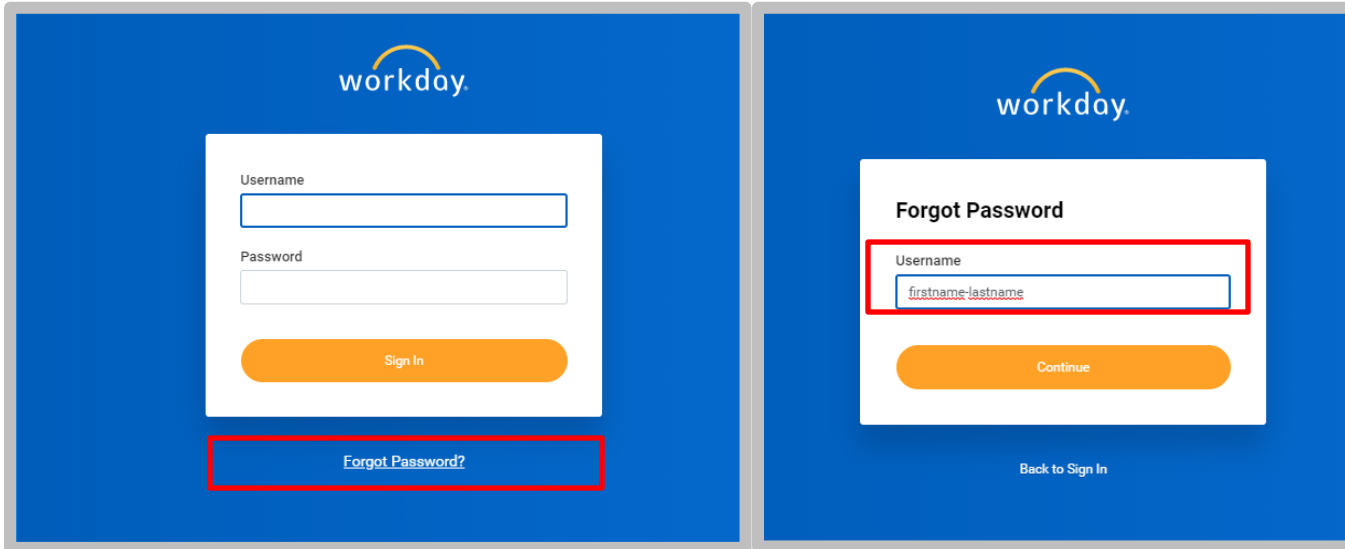 workday.
Username
Password
Sign In
Forgot Password?
workday.
Forgot Password
Username
firstname-lastname
Continue
Back to Sign In